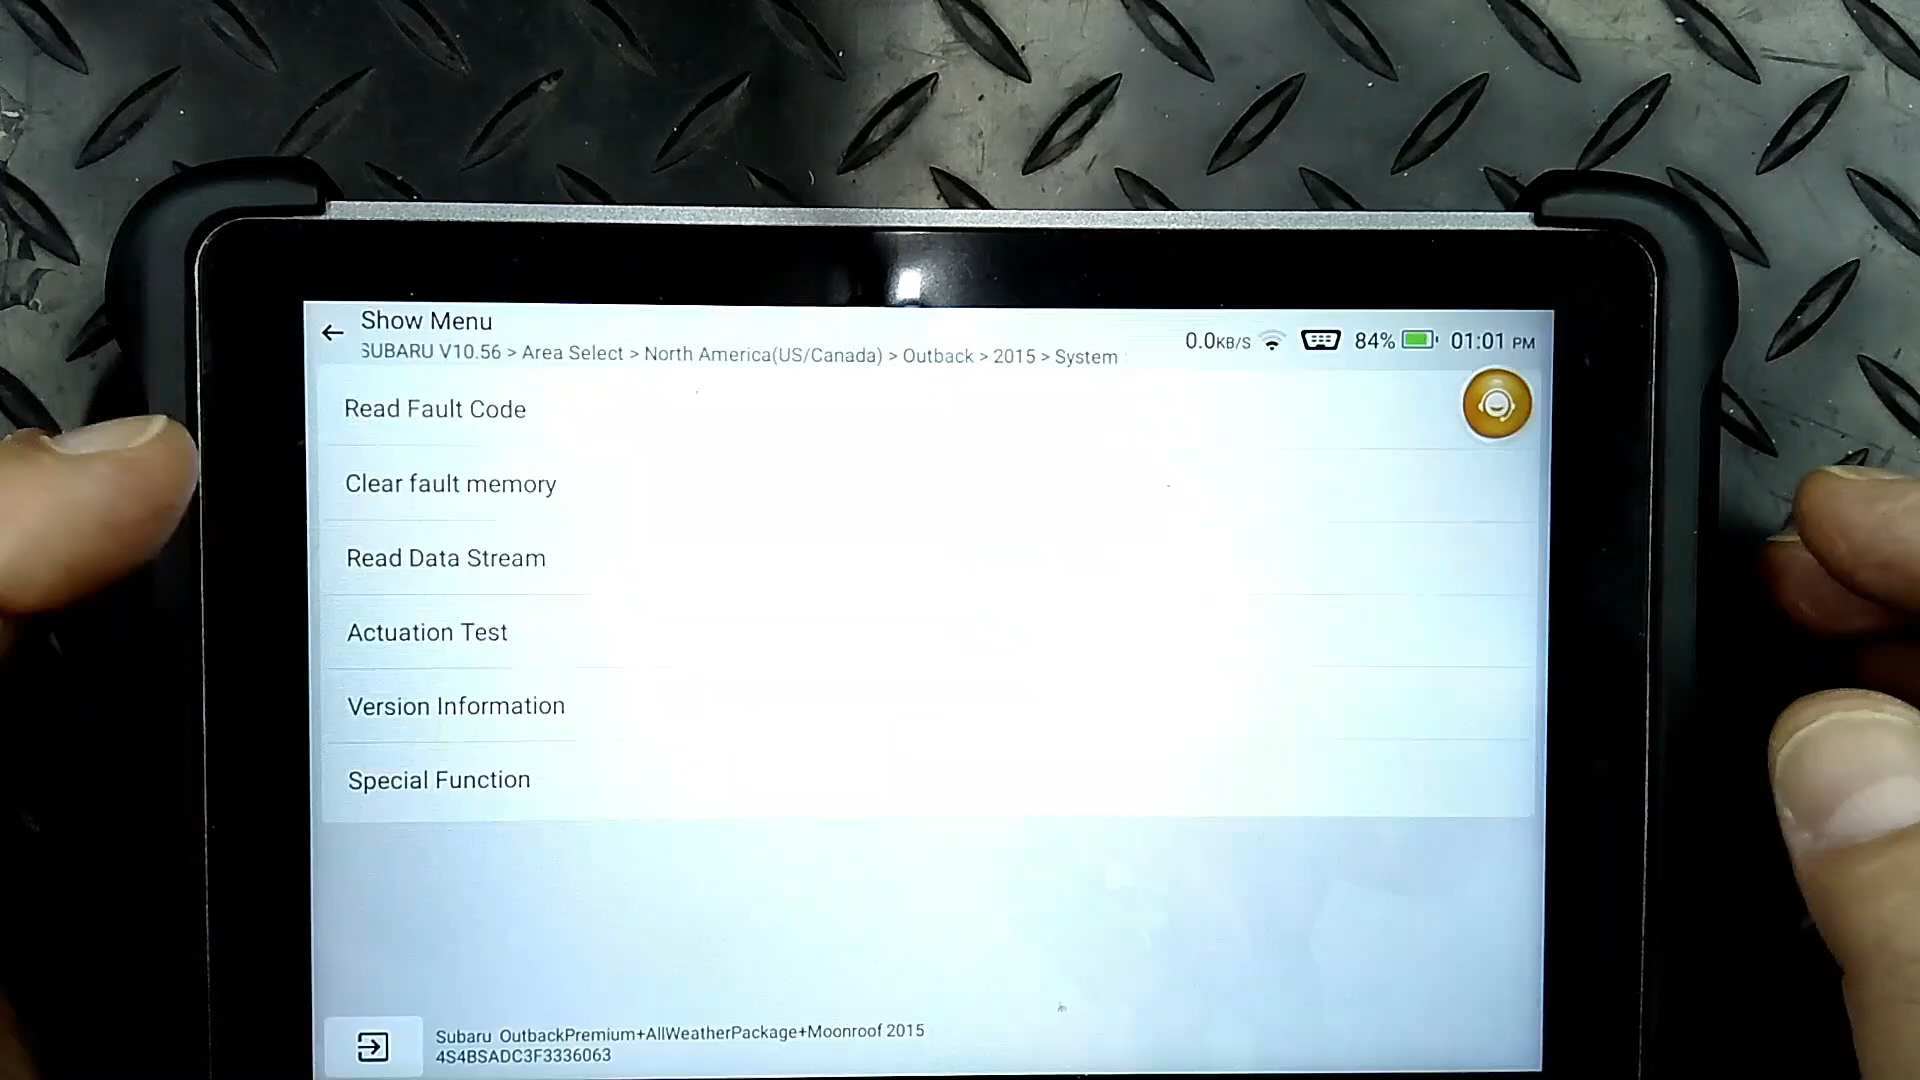 Show Menu
SUBARU V10.56 > Area Select > North America(US/Canada) > Outback > 2015 > System
0.0KB/S 84% 01:01 PM
Read Fault Code
Clear fault memory
Read Data Stream
Actuation Test
Version Information
Special Function
Subaru OutbackPremium+AllWeatherPackage+Moonroof 2015
4S4BSADC3F3336063